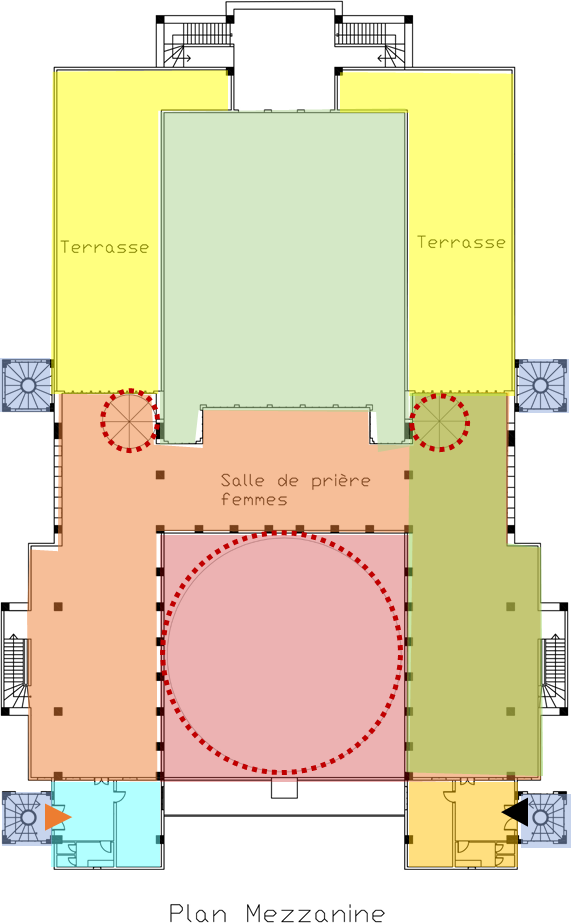 Terrasse
Terrasse
Salle de prière
femmes
Plan Mezzanine